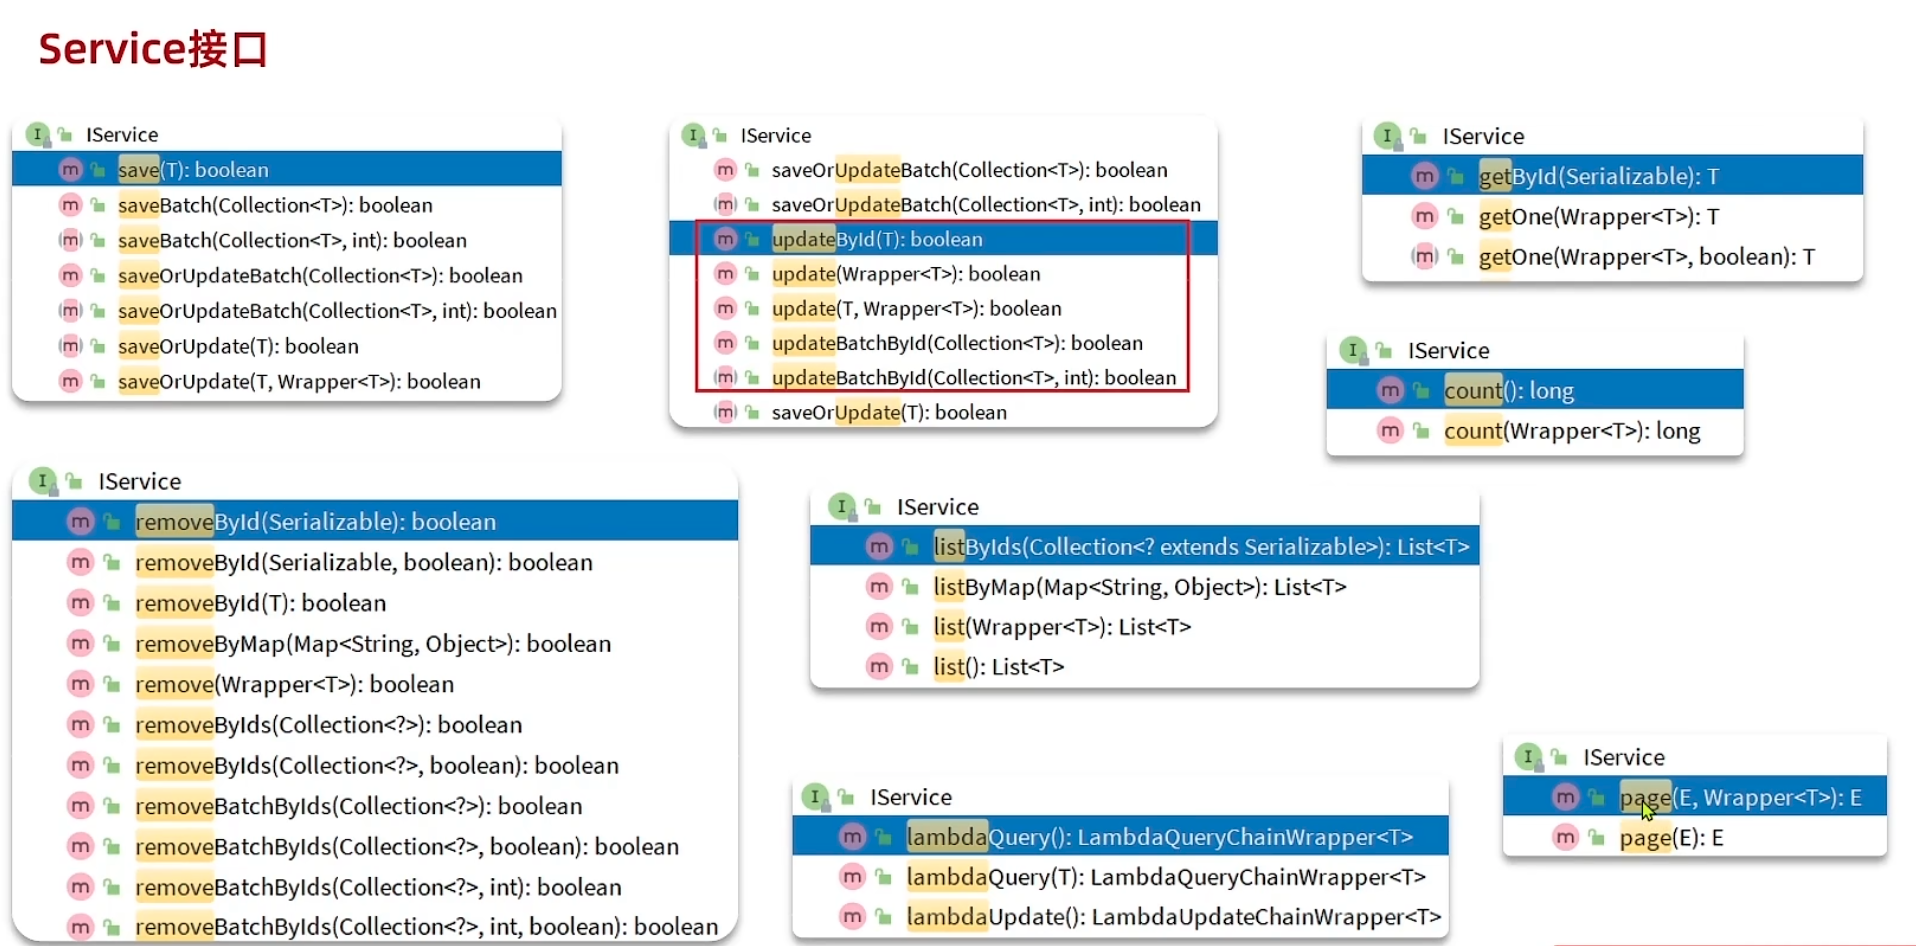 Service接口
IService
save(T): boolean
saveBatch(Collection<T>): boolean
saveBatch(Collection<T>, int): boolean
saveOrUpdateBatch(Collection<T>): boolean
saveOrUpdateBatch(Collection<T>, int): boolean
saveOrUpdate(T): boolean
saveOrUpdate(T, Wrapper<T>): boolean
IService
saveOrUpdateBatch(Collection<T>): boolean
saveOrUpdateBatch(Collection<T>, int): boolean
updateById(T): boolean
update(Wrapper<T>): boolean
update(T, Wrapper<T>): boolean
updateBatchById(Collection<T>): boolean
updateBatchById(Collection<T>, int): boolean
saveOrUpdate(T): boolean
IService
getById(Serializable): T
getOne(Wrapper<T>): T
getOne(Wrapper<T>, boolean): T
IService
count(): long
count(Wrapper<T>): long
IService
removeById(Serializable): boolean
removeById(Serializable, boolean): boolean
removeById(T): boolean
removeByMap(Map<String, Object>): boolean
remove(Wrapper<T>): boolean
removeByIds(Collection<?>): boolean
removeByIds(Collection<?>, boolean): boolean
removeBatchByIds(Collection<?>): boolean
removeBatchByIds(Collection<?>, boolean): boolean
removeBatchByIds(Collection<?>, int): boolean
removeBatchByIds(Collection<?>, int, boolean): boolean
IService
listByIds(Collection<? extends Serializable>): List<T>
listByMap(Map<String, Object>): List<T>
list(Wrapper<T>): List<T>
list(): List<T>
IService
lambdaQuery(): LambdaQueryChainWrapper<T>
lambdaQuery(T): LambdaQueryChainWrapper<T>
lambdaUpdate(): LambdaUpdateChainWrapper<T>
IService
page(E, Wrapper<T>): E
page(E): E